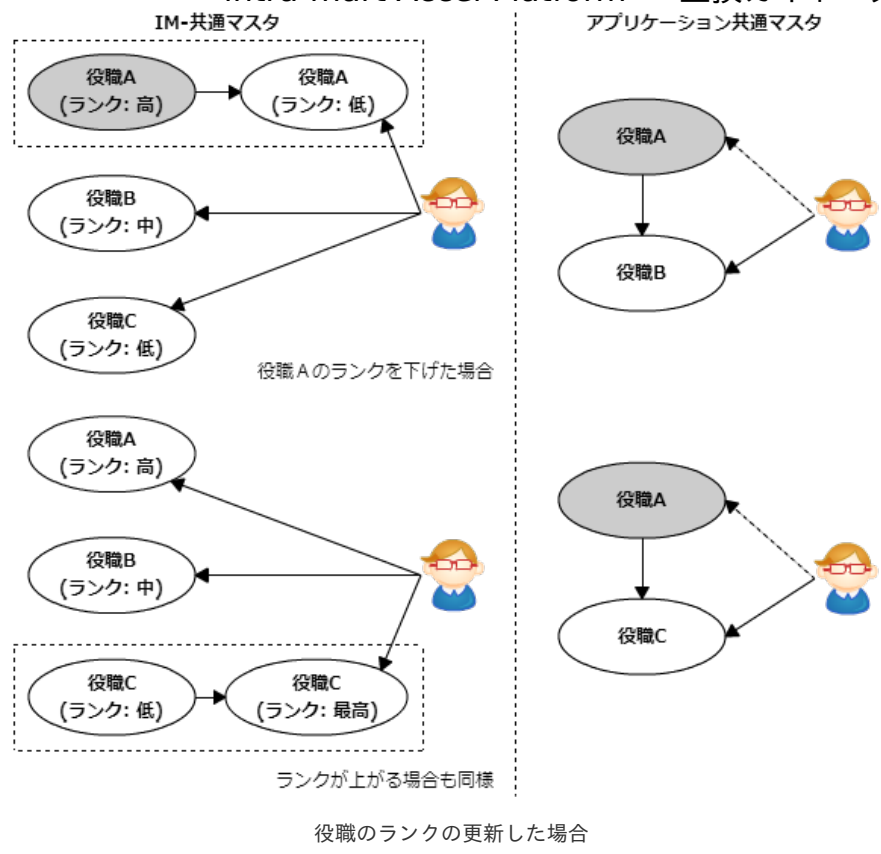 IM-共通マスタ
アプリケーション共通マスタ
役職A
(ランク: 高)
役職A
(ランク: 低)
役職B
(ランク: 中)
役職C
(ランク: 低)
役職Aのランクを下げた場合
役職A
役職B
役職A
(ランク: 高)
役職B
(ランク: 中)
役職C
(ランク: 低)
役職C
(ランク: 最高)
ランクが上がる場合も同様
役職A
役職C
役職のランクの更新した場合